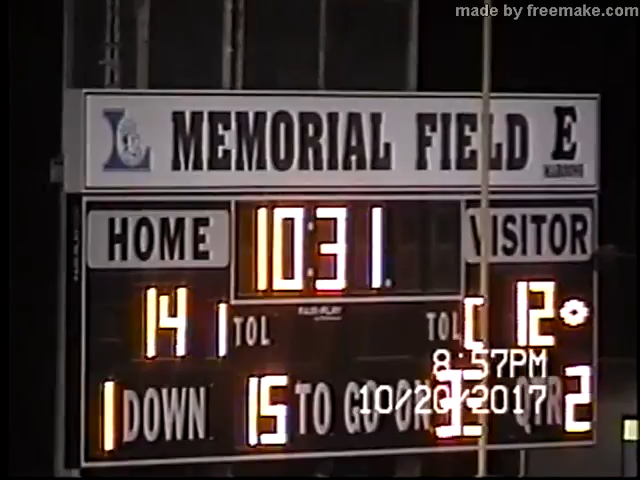 made by freemake.com
L MEMORIAL FIELD E
HOME 10:31 VISITOR
14 1 TOL TOL 12
8:57PM
1 DOWN 15 TO GO ON QTR 2
10/20/2017